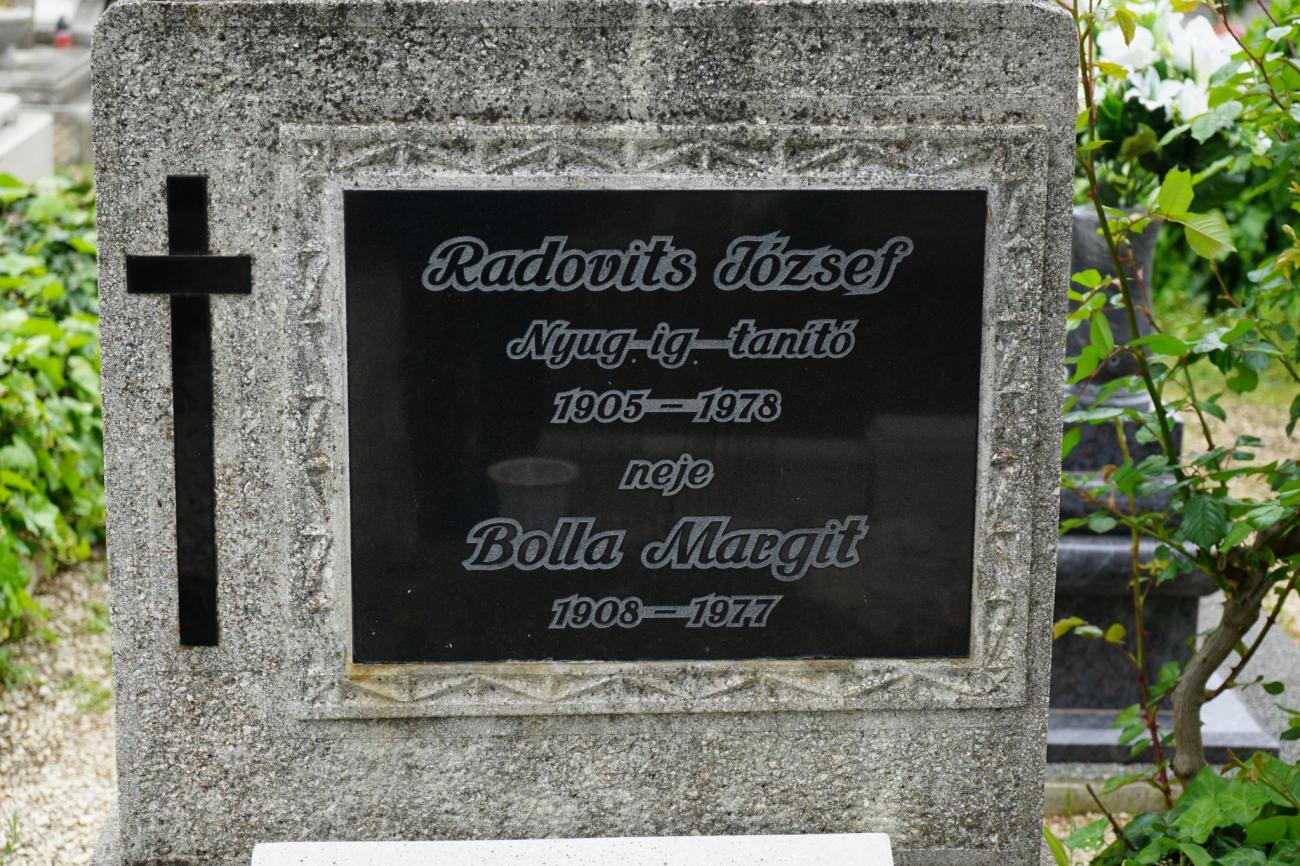 Radovits József
Nyug. ig. tanító
1905 – 1978
neje
Bolla Margit
1908 – 1977